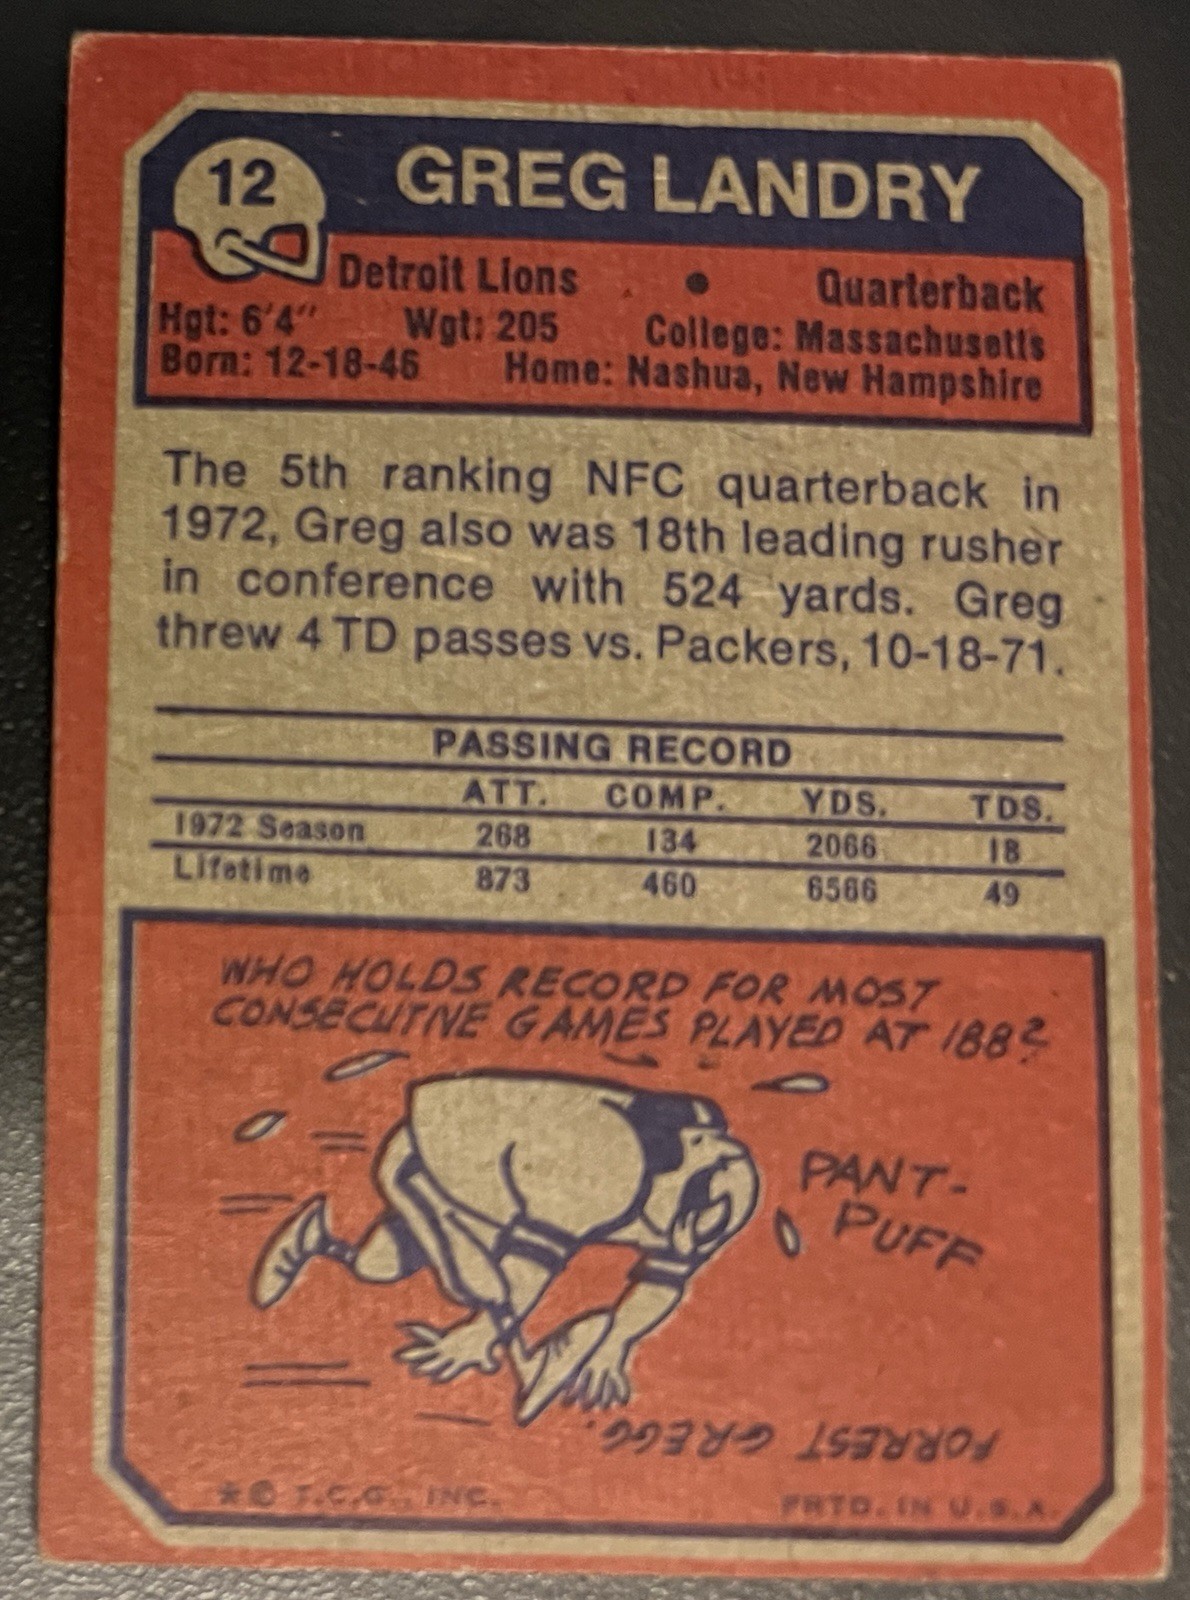 12
GREG LANDRY
Detroit Lions • Quarterback
Hgt: 6'4" Wgt: 205 College: Massachusetts
Born: 12-18-46 Home: Nashua, New Hampshire
The 5th ranking NFC quarterback in
1972, Greg also was 18th leading rusher
in conference with 524 yards. Greg
threw 4 TD passes vs. Packers, 10-18-71.
PASSING RECORD
ATT. COMP. YDS. TDS.
1972 Season 268 134 2066 18
Lifetime 873 460 6566 49
WHO HOLDS RECORD FOR MOST
CONSECUTIVE GAMES PLAYED AT 188?
PANT-
PUFF
FORREST GREGG.
*© T.C.G., INC. PRTD. IN U.S.A.